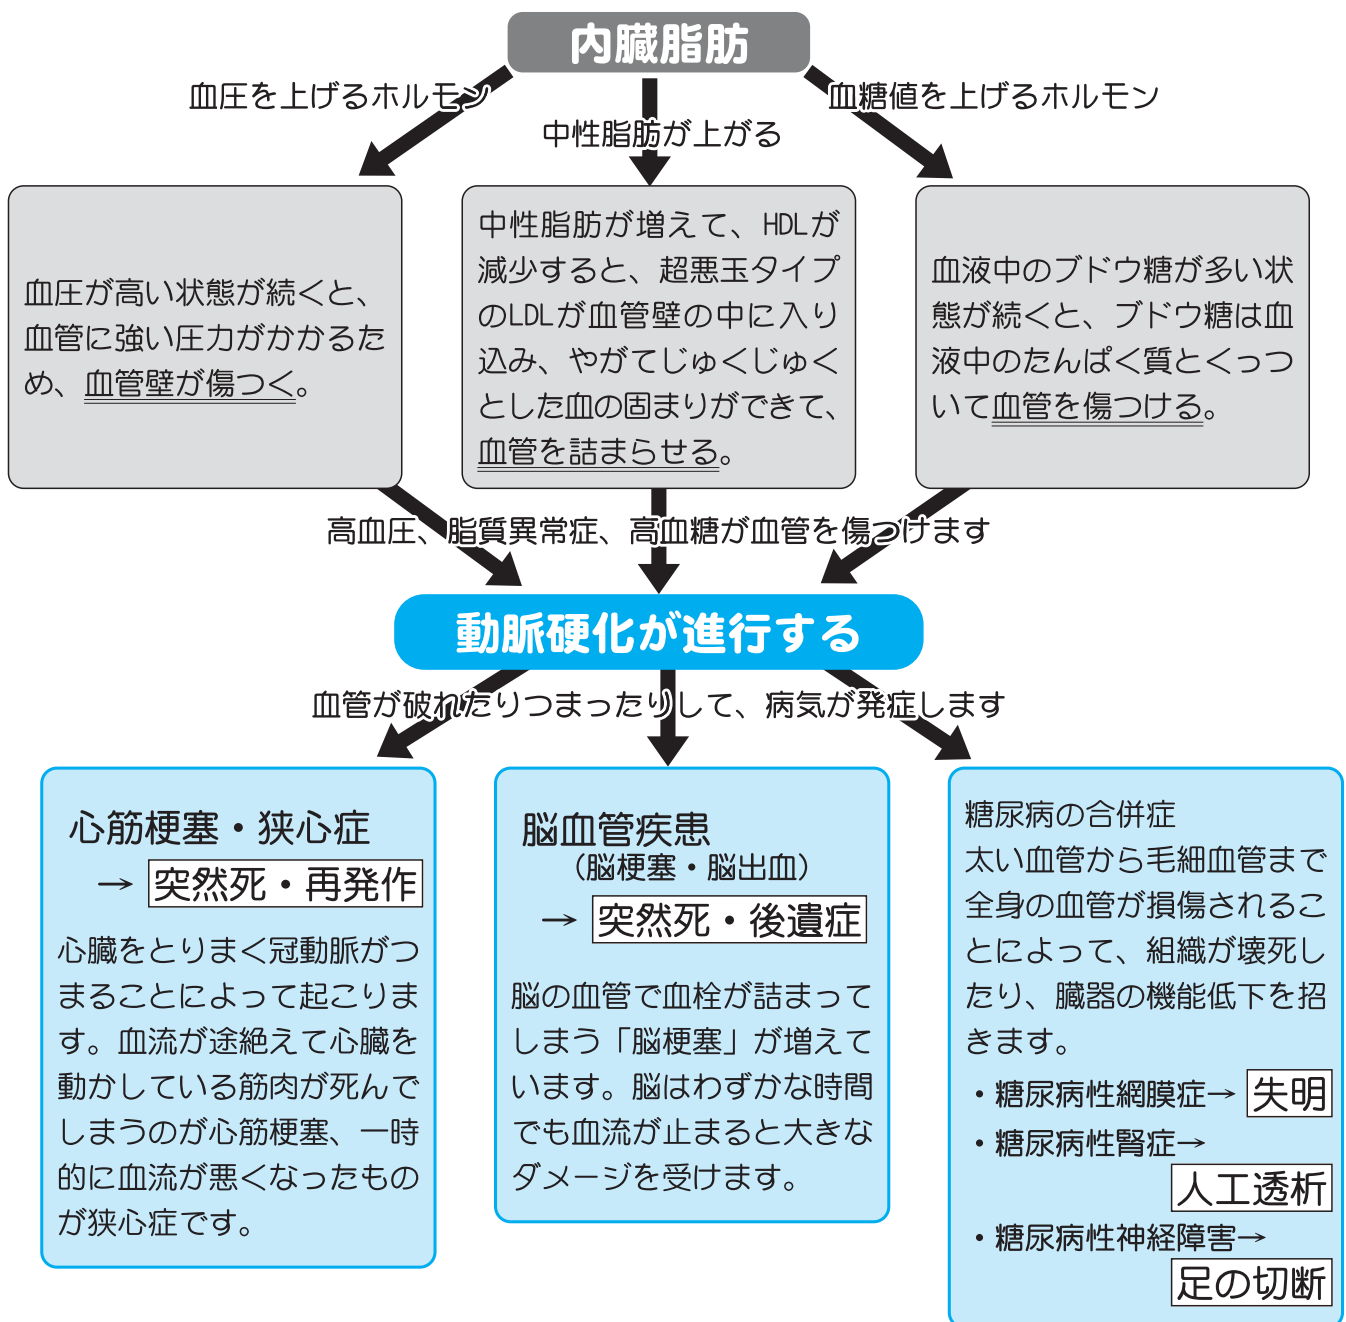 内臓脂肪
血圧を上げるホルモン
中性脂肪が上がる
血糖値を上げるホルモン
血圧が高い状態が続くと、
血管に強い圧力がかかるた
め、血管壁が傷つく。
中性脂肪が増えて、HDLが
減少すると、超悪玉タイプ
のLDLが血管壁の中に入り
込み、やがてじゅくじゅく
とした血の固まりができて、
血管を詰まらせる。
血液中のブドウ糖が多い状
態が続くと、ブドウ糖は血
液中のたんぱく質とくっつ
いて血管を傷つける。
高血圧、脂質異常症、高血糖が血管を傷つけます
動脈硬化が進行する
血管が破れたりつまったりして、病気が発症します
心筋梗塞・狭心症
→ 突然死・再発作
心臓をとりまく冠動脈がつ
まることによって起こりま
す。血流が途絶えて心臓を
動かしている筋肉が死んで
しまうのが心筋梗塞、一時
的に血流が悪くなったもの
が狭心症です。
脳血管疾患
(脳梗塞・脳出血)
→ 突然死・後遺症
脳の血管で血栓が詰まって
しまう「脳梗塞」が増えて
います。脳はわずかな時間
でも血流が止まると大きな
ダメージを受けます。
糖尿病の合併症
太い血管から毛細血管まで
全身の血管が損傷されるこ
とによって、組織が壊死し
たり、臓器の機能低下を招
きます。
・糖尿病性網膜症→ 失明
・糖尿病性腎症→
人工透析
・糖尿病性神経障害→
足の切断